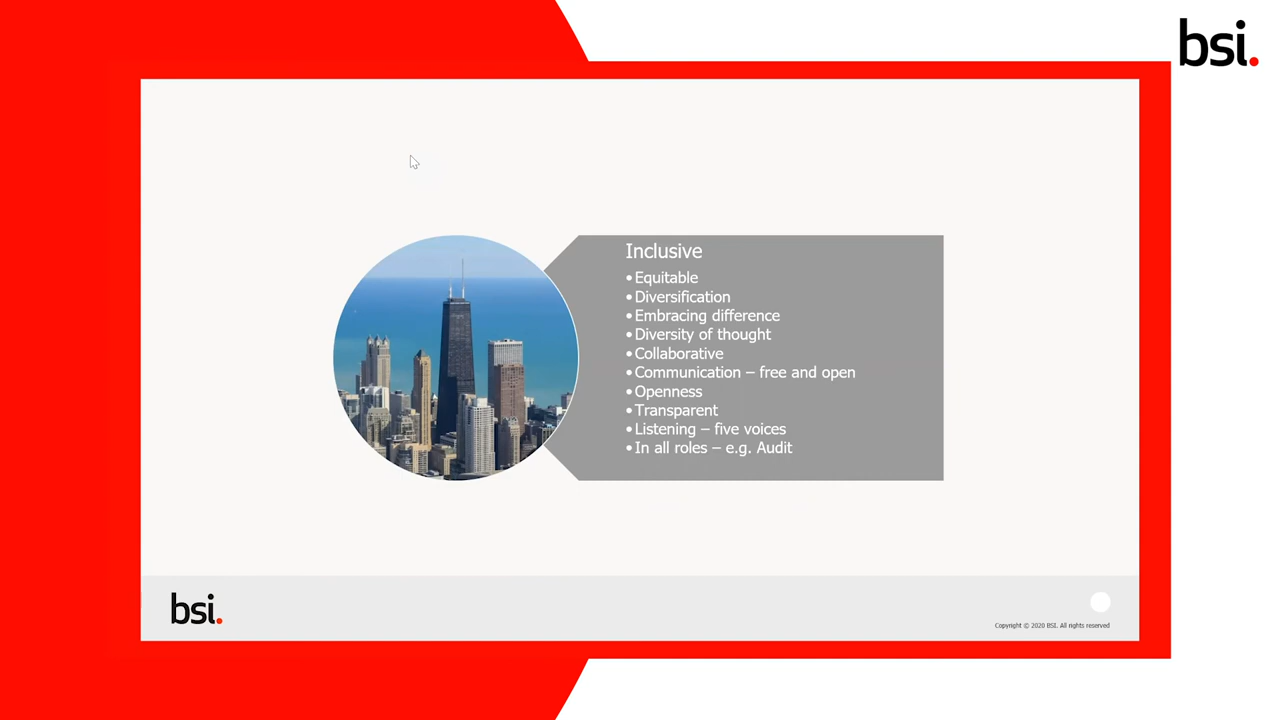 bsi.
Inclusive
•Equitable
•Diversification
•Embracing difference
•Diversity of thought
•Collaborative
•Communication – free and open
•Openness
•Transparent
•Listening – five voices
•In all roles – e.g. Audit
bsi.
Copyright © 2020 BSI. All rights reserved